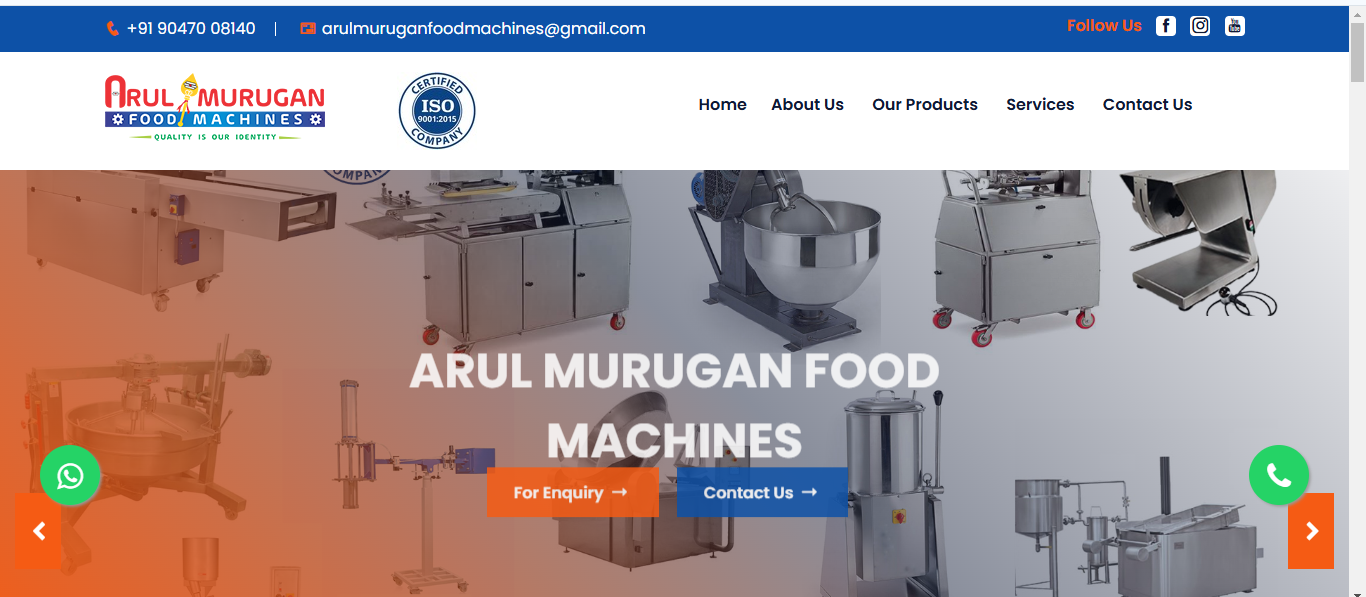 +91 90470 08140 | arulmuruganfoodmachines@gmail.com Follow Us
ARUL MURUGAN
FOOD MACHINES
QUALITY IS OUR IDENTITY
CERTIFIED
ISO
9001:2015
COMPANY
Home About Us Our Products Services Contact Us
COMPANY
ARUL MURUGAN FOOD
MACHINES
For Enquiry → Contact Us →